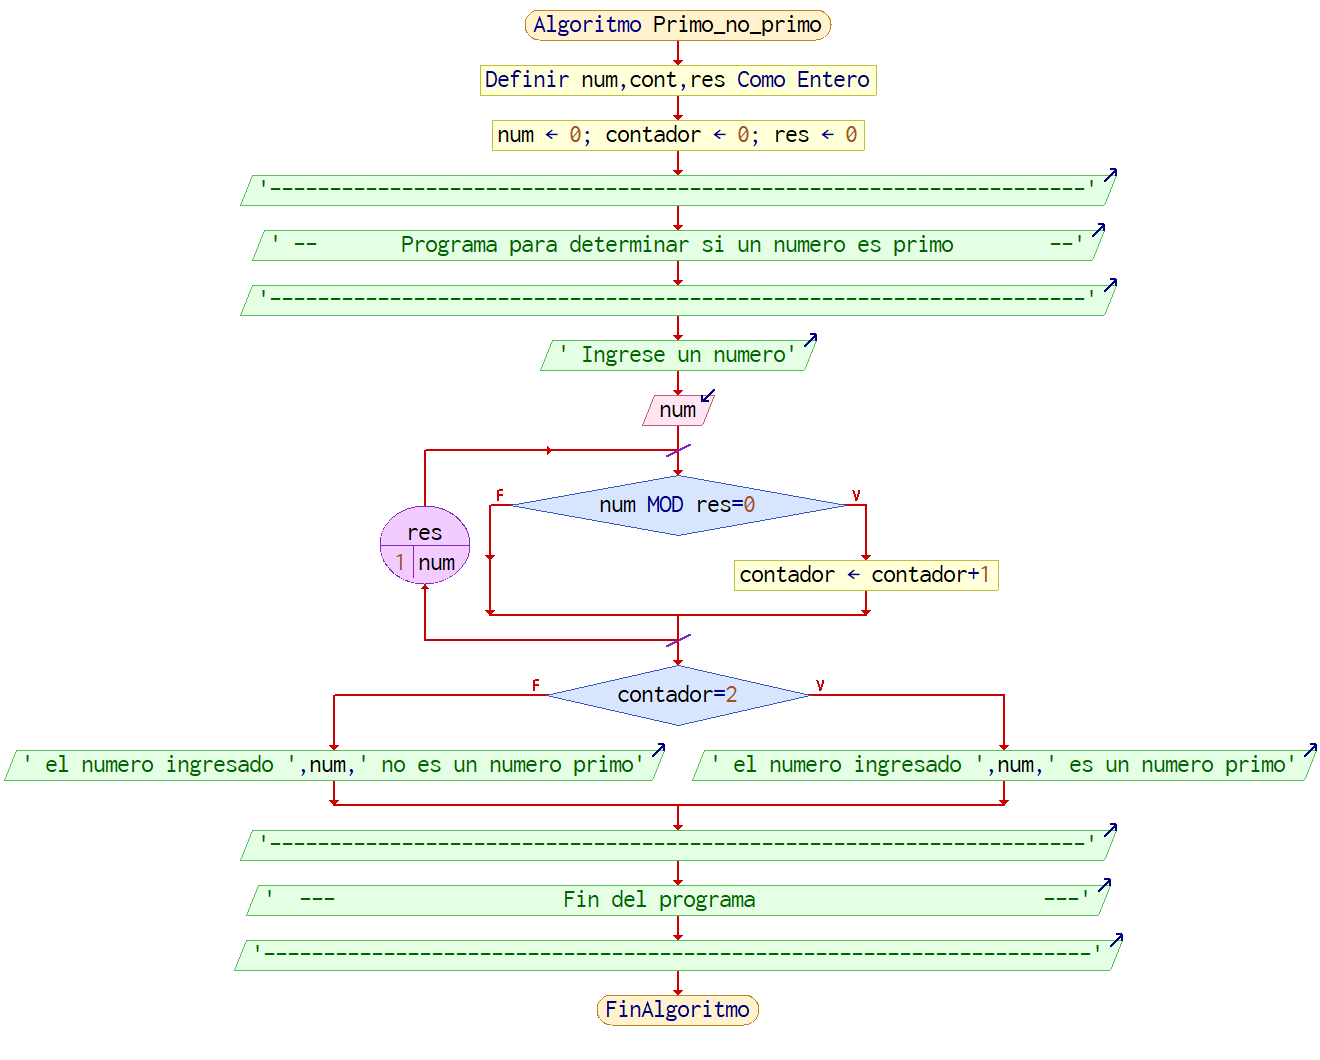 Algoritmo Primo_no_primo
Definir num,cont,res Como Entero
num ← 0; contador ← 0; res ← 0
'--------------------------------------------------------------------'
' --       Programa para determinar si un numero es primo        --'
'--------------------------------------------------------------------'
' Ingrese un numero'
num
F
num MOD res=0
V
res
1 num
contador ← contador+1
F
contador=2
V
' el numero ingresado ',num,' no es un numero primo'
' el numero ingresado ',num,' es un numero primo'
'--------------------------------------------------------------------'
'  ---                   Fin del programa                        ---'
'---------------------------------------------------------------------'
FinAlgoritmo